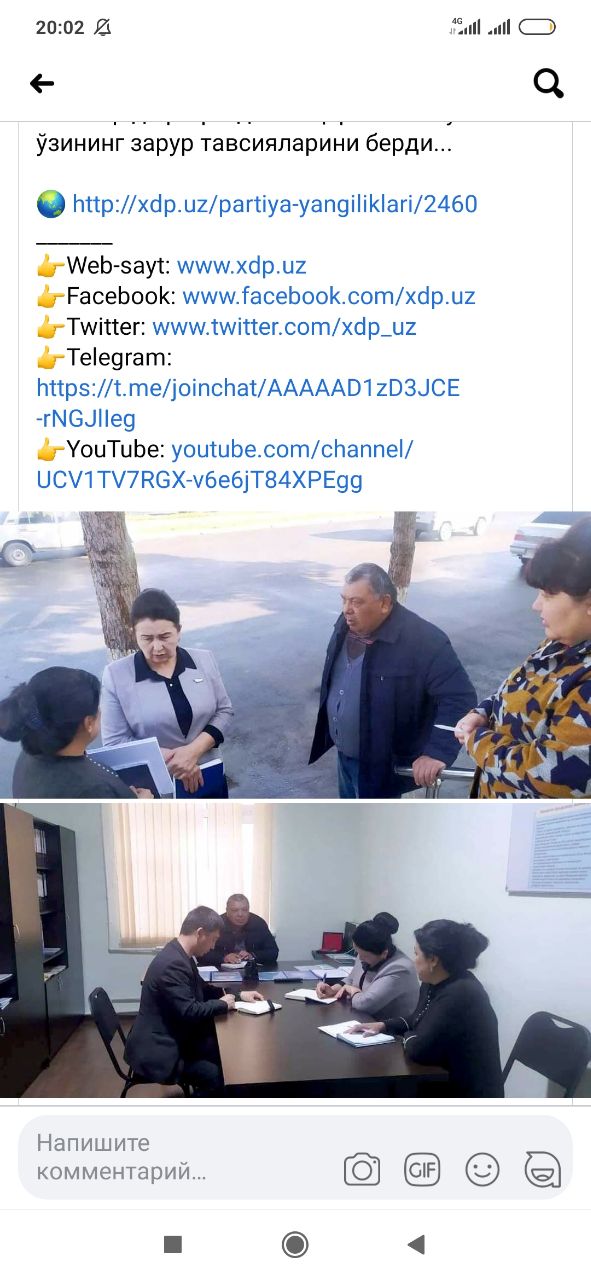 20:02
4G
ўзининг зарур тавсияларини берди...
http://xdp.uz/partiya-yangiliklari/2460
_______
Web-sayt: www.xdp.uz
Facebook: www.facebook.com/xdp.uz
Twitter: www.twitter.com/xdp_uz
Telegram:
https://t.me/joinchat/AAAAAD1zD3JCE
-rNGJlIeg
YouTube: youtube.com/channel/
UCV1TV7RGX-v6e6jT84XPEgg
Напишите
комментарий...
GIF